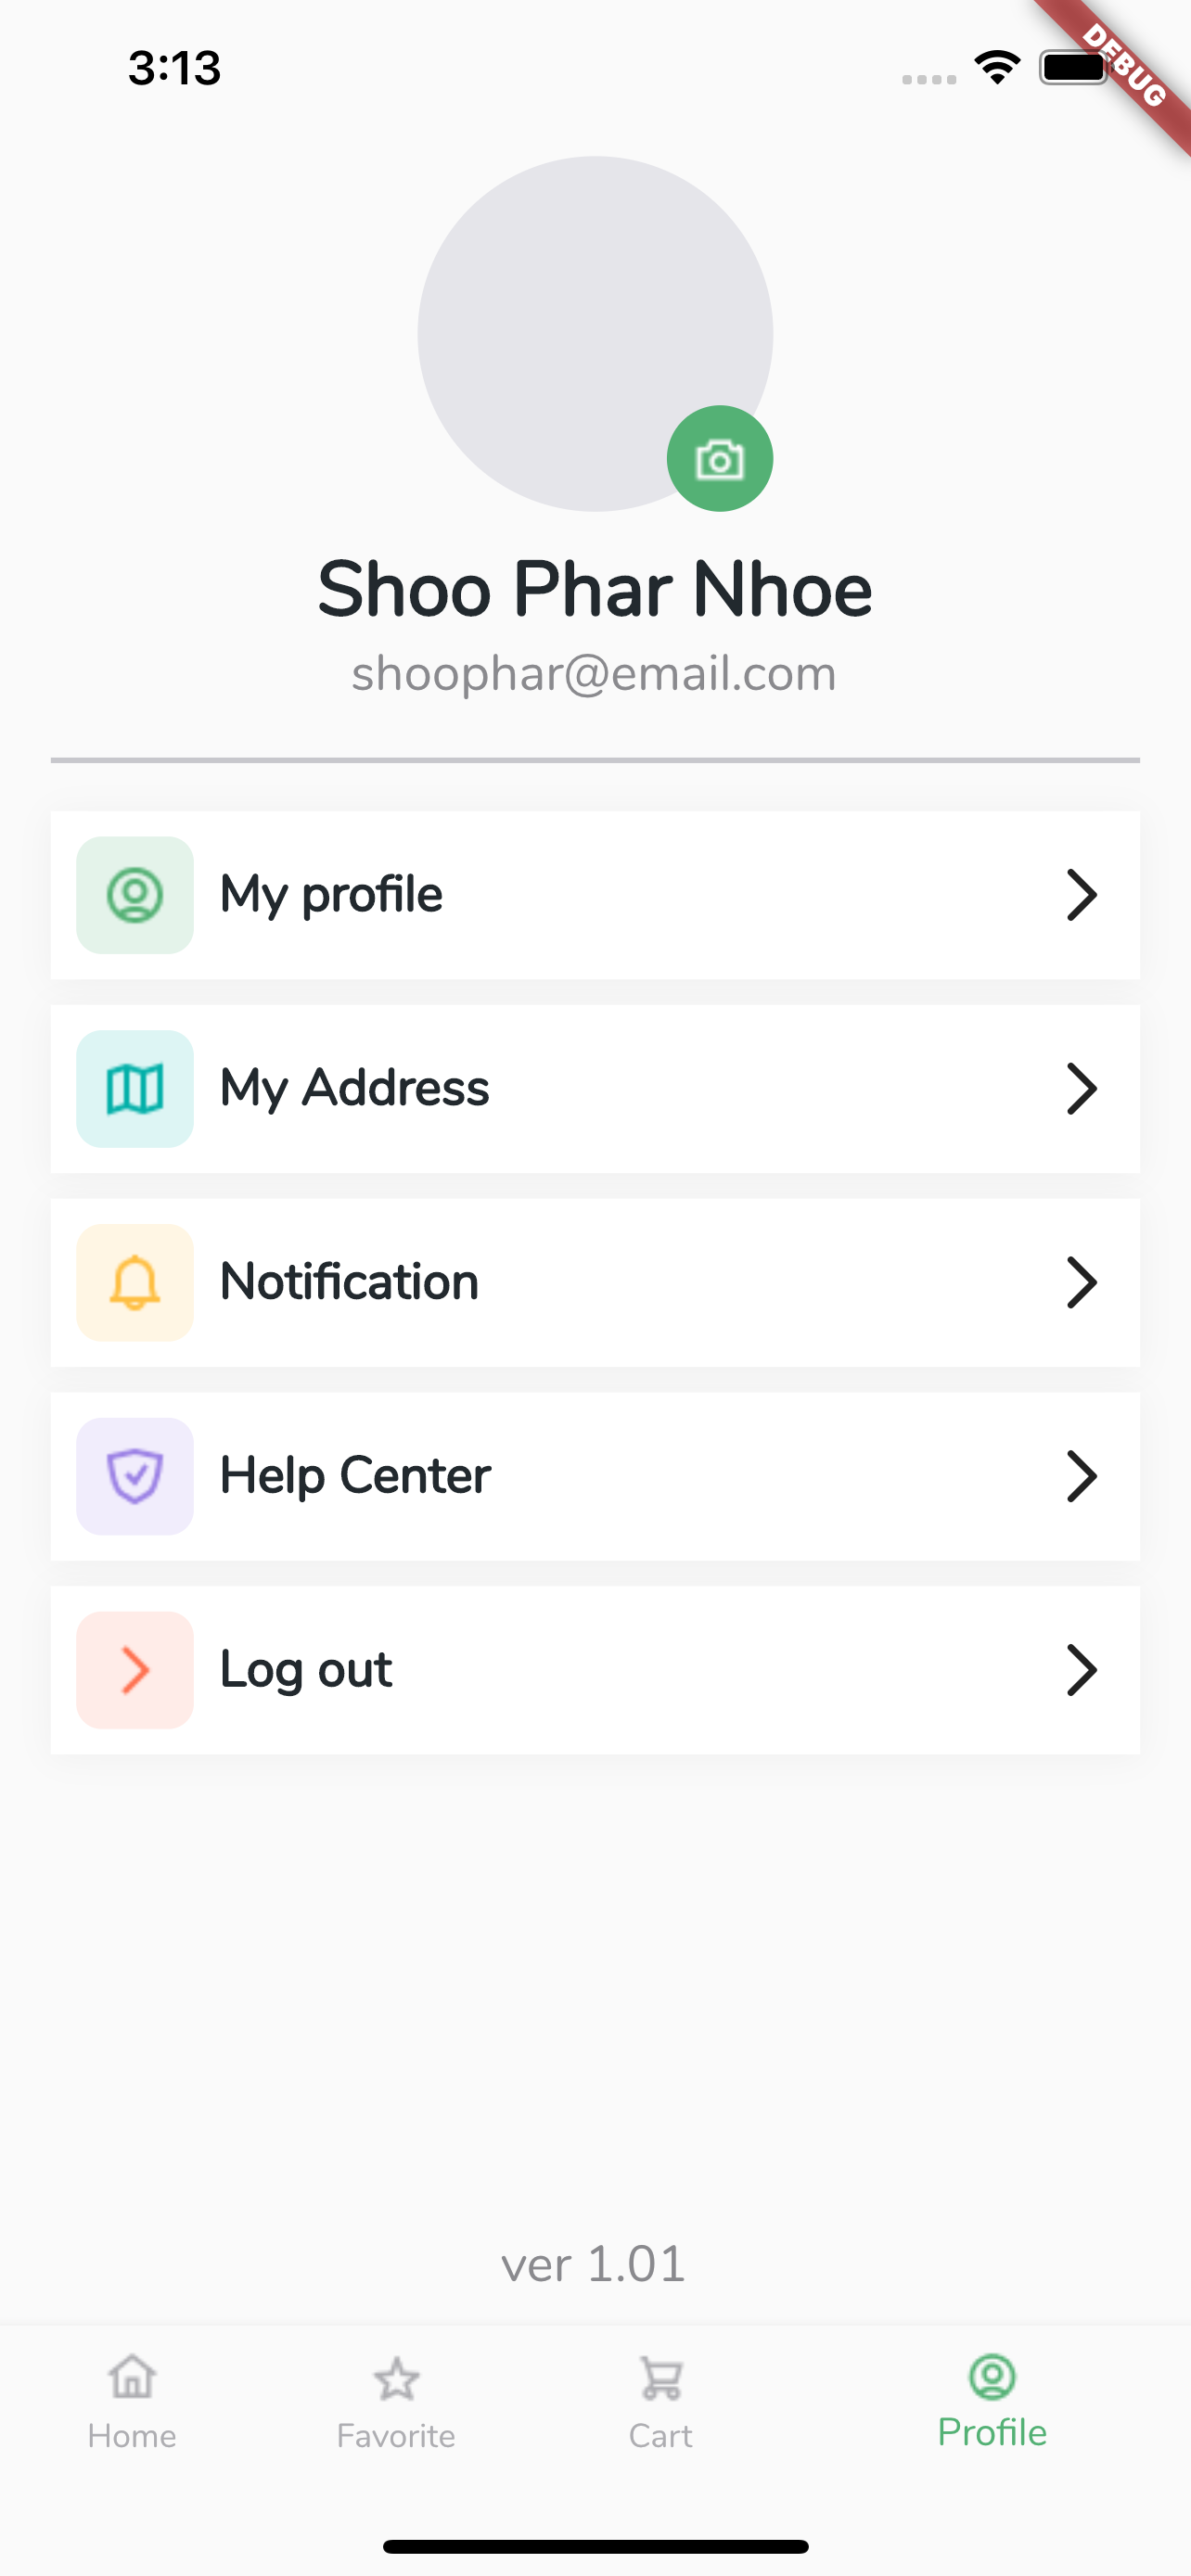 3:13
DEBUG
Shoo Phar Nhoe
shoophar@email.com
My profile
My Address
Notification
Help Center
Log out
ver 1.01
Home
Favorite
Cart
Profile